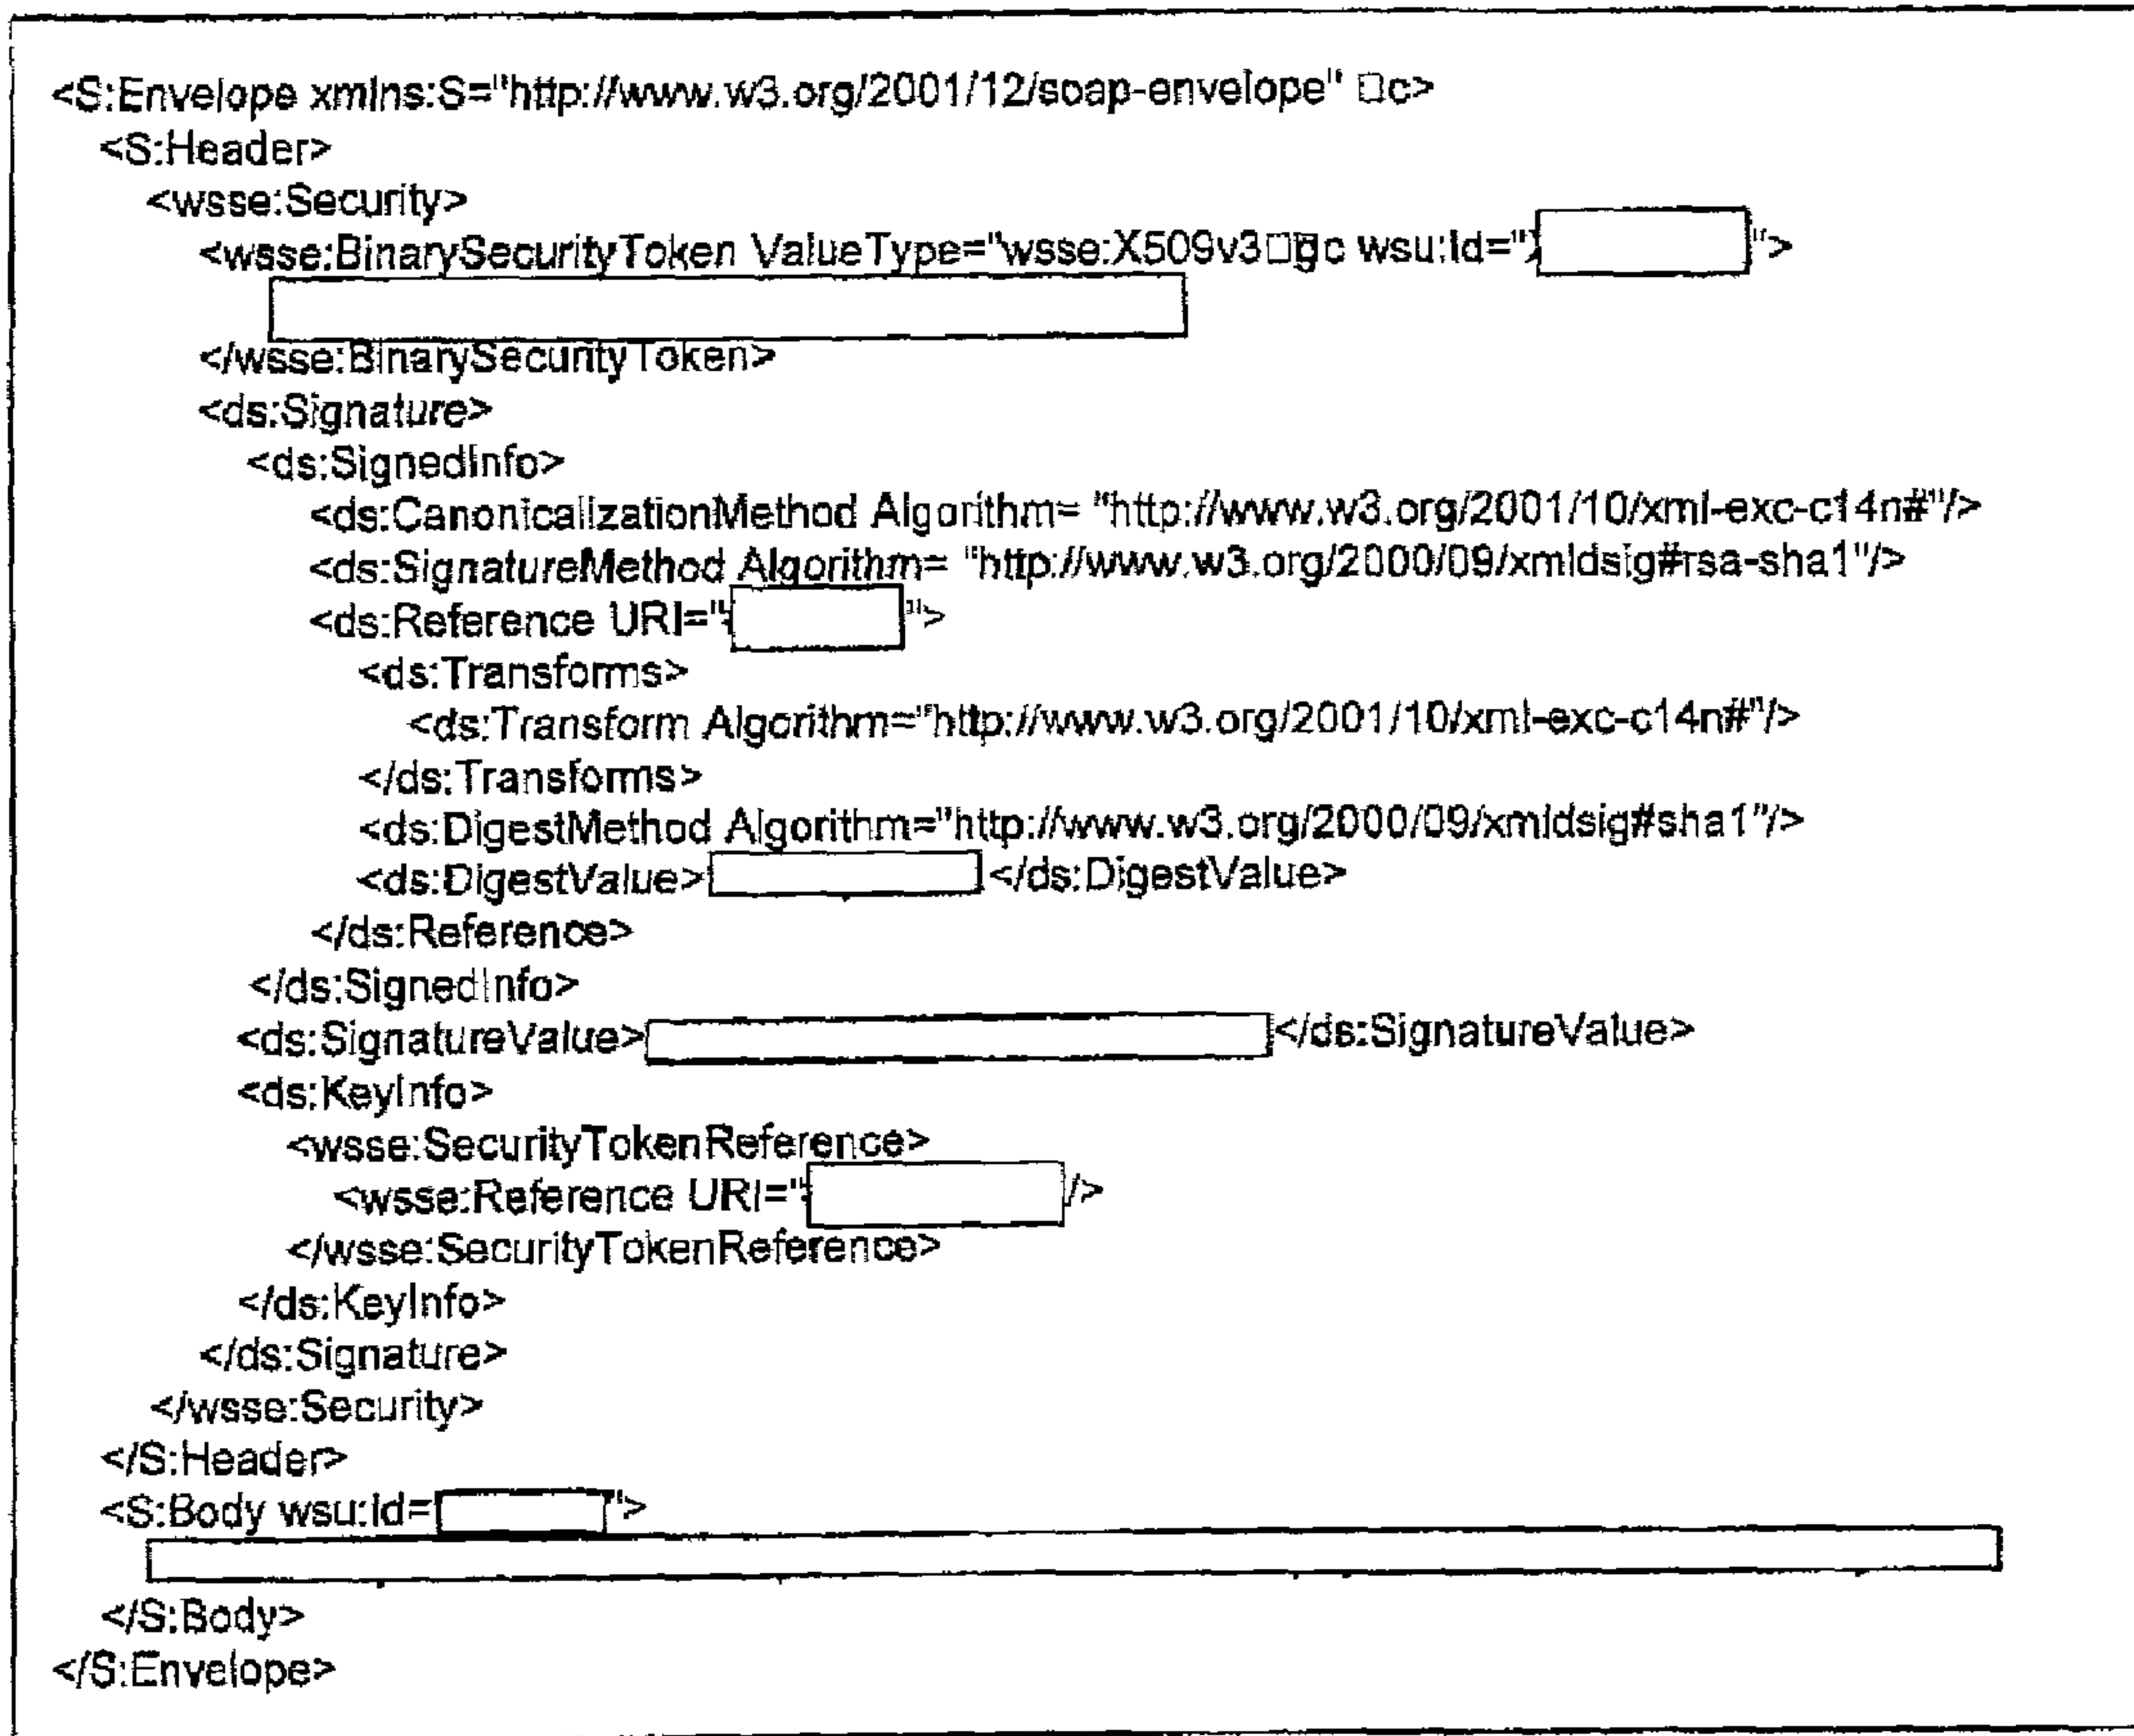 <S:Envelope xmlns:S="http://www.w3.org/2001/12/soap-envelope" □c>
<S:Header>
<wsse:Security>
<wsse:BinarySecurityToken ValueType="wsse:X509v3 wsu:Id=" ">
</wsse:BinarySecurityToken>
<ds:Signature>
<ds:SignedInfo>
<ds:CanonicalizationMethod Algorithm= "http://www.w3.org/2001/10/xml-exc-c14n#"/>
<ds:SignatureMethod Algorithm= "http://www.w3.org/2000/09/xmldsig#rsa-sha1"/>
<ds:Reference URI=" ">
<ds:Transforms>
<ds:Transform Algorithm="http://www.w3.org/2001/10/xml-exc-c14n#"/>
</ds:Transforms>
<ds:DigestMethod Algorithm="http://www.w3.org/2000/09/xmldsig#sha1"/>
<ds:DigestValue> </ds:DigestValue>
</ds:Reference>
</ds:SignedInfo>
<ds:SignatureValue> </ds:SignatureValue>
<ds:KeyInfo>
<wsse:SecurityTokenReference>
<wsse:Reference URI=" />
</wsse:SecurityTokenReference>
</ds:KeyInfo>
</ds:Signature>
</wsse:Security>
</S:Header>
<S:Body wsu:Id= ">
</S:Body>
</S:Envelope>